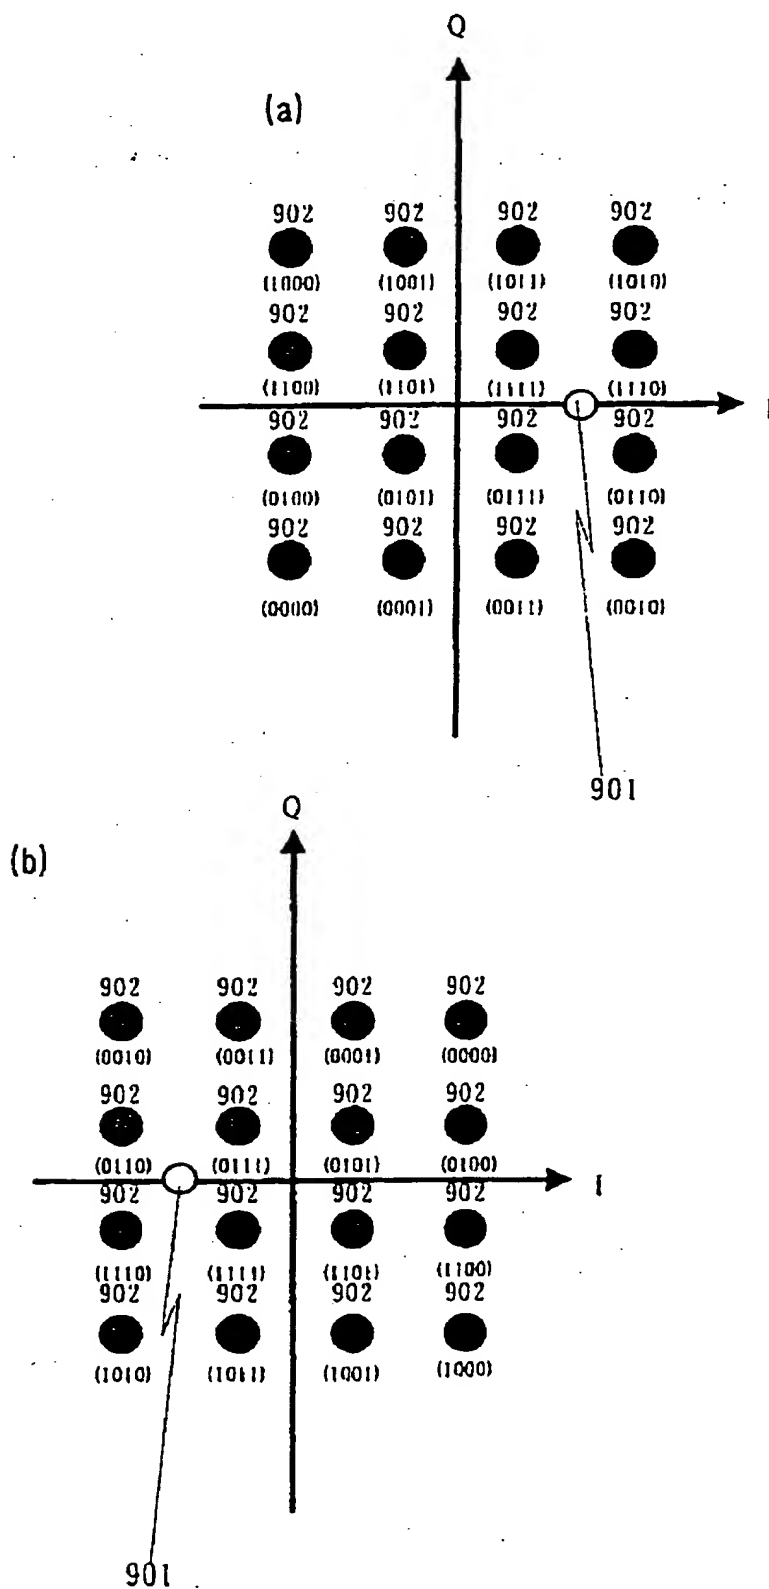 Q
(a)
902 902 902 902
(1000) (1001) (1011) (1010)
902 902 902 902
(1100) (1101) (1111) (1110)
I
902 902 902 902
(0100) (0101) (0111) (0110)
902 902 902 902
(0000) (0001) (0011) (0010)
901
Q
(b)
902 902 902 902
(0010) (0011) (0001) (0000)
902 902 902 902
(0110) (0111) (0101) (0100)
I
902 902 902 902
(1110) (1111) (1101) (1100)
902 902 902 902
(1010) (1011) (1001) (1000)
901